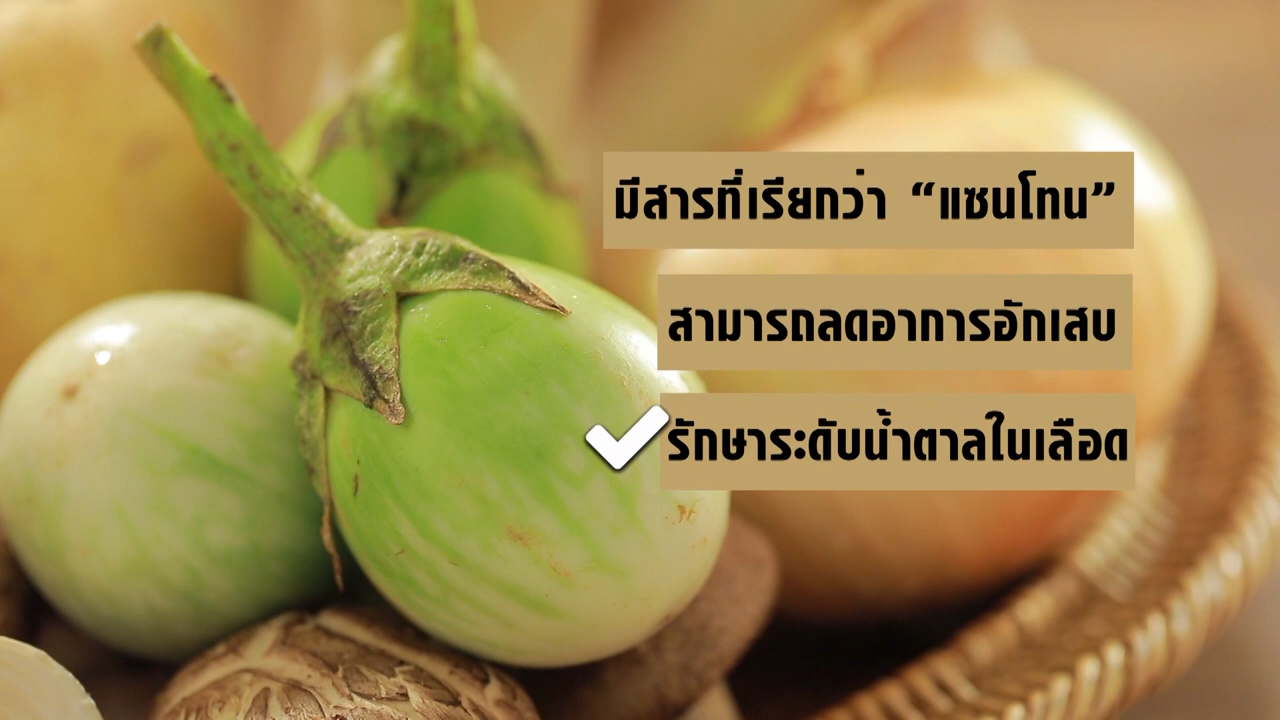 มีสารที่เรียกว่า “แซนโทน”
สามารถลดอาการอักเสบ
รักษาระดับน้ำตาลในเลือด